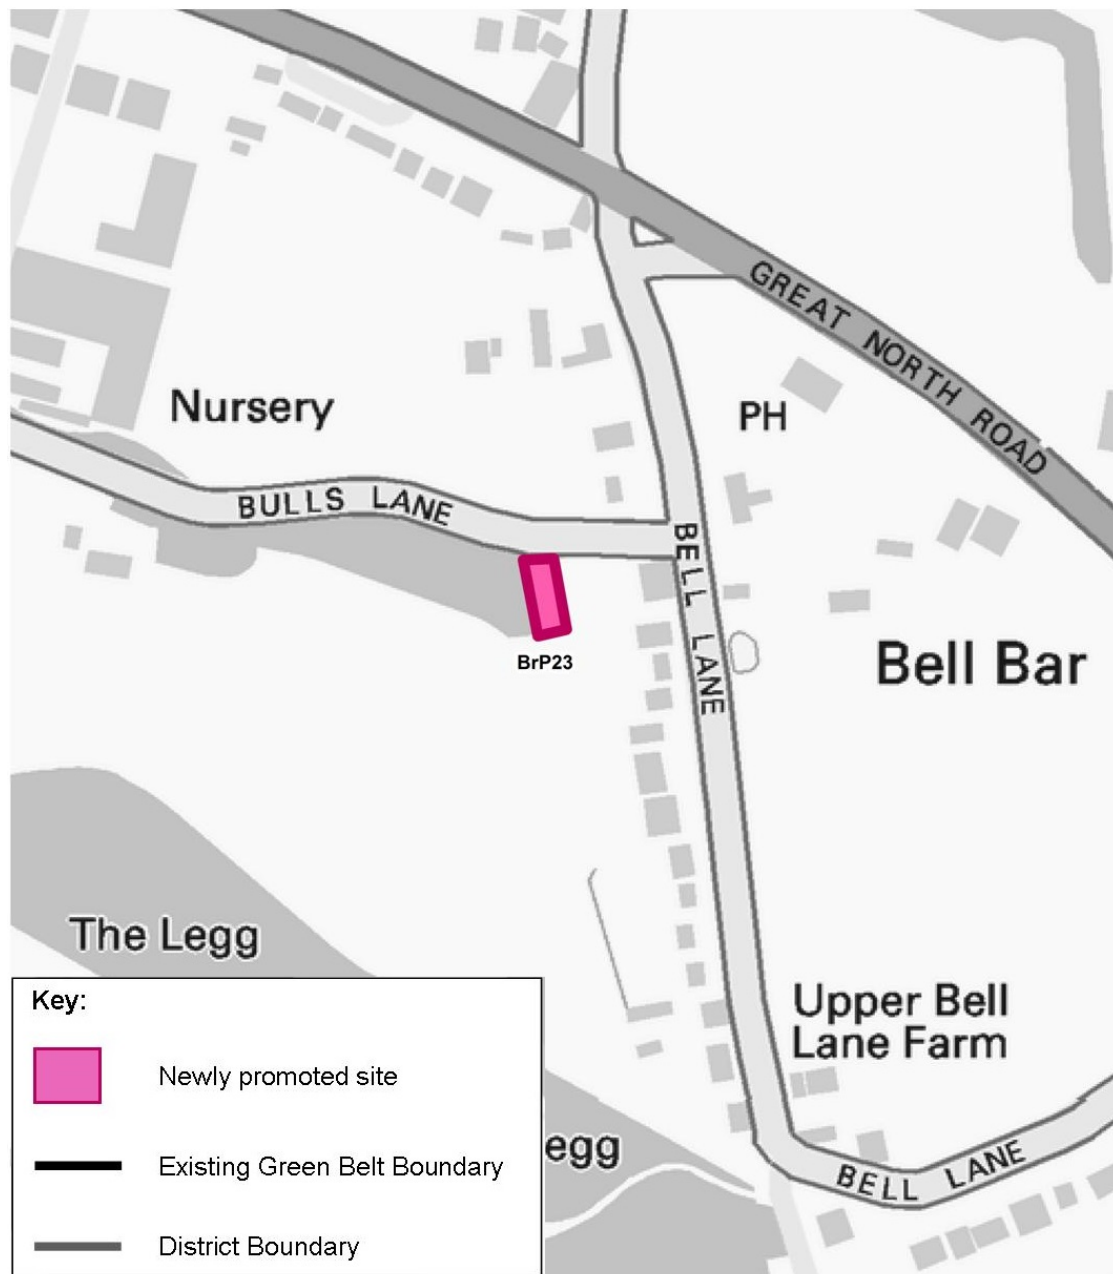 GREAT NORTH ROAD
Nursery
PH
BULLS LANE
BELL LANE
Bell Bar
BrP23
The Legg
Upper Bell
Lane Farm
egg
BELL LANE
Key:
Newly promoted site
Existing Green Belt Boundary
District Boundary